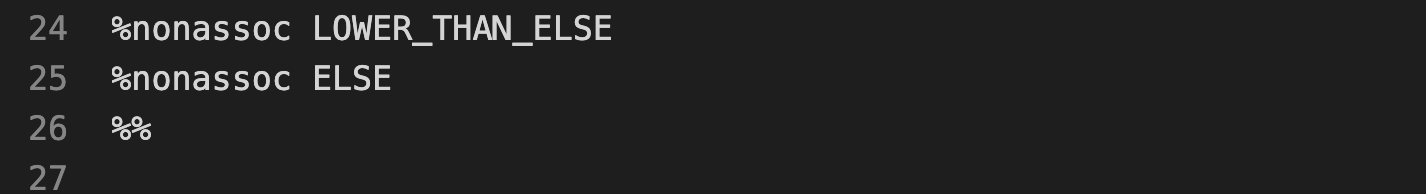 24 %nonassoc LOWER_THAN_ELSE
25 %nonassoc ELSE
26 %%
27